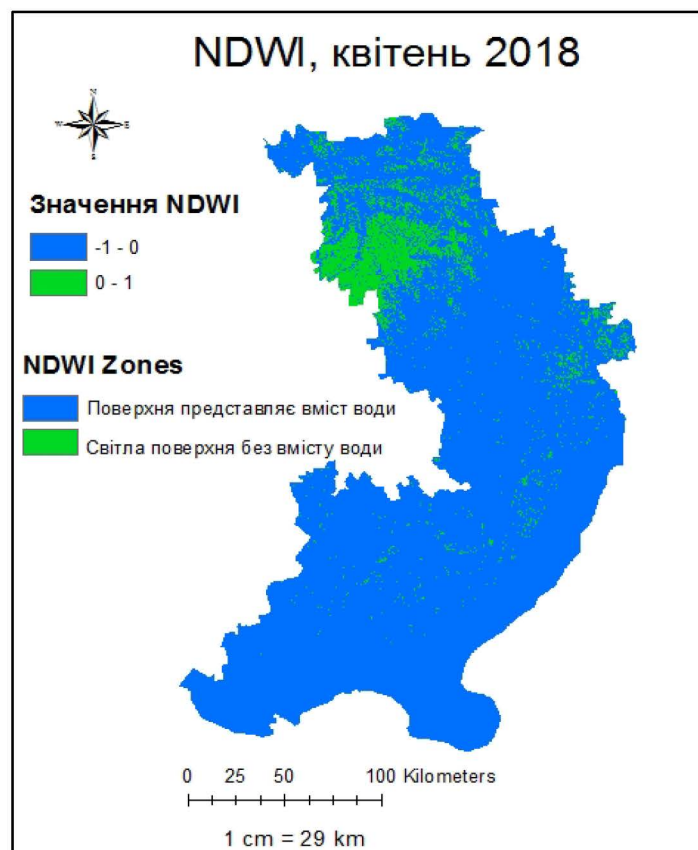 NDWI, квітень 2018
N
W E
S
Значення NDWI
-1 - 0
0 - 1
NDWI Zones
Поверхня представляє вміст води
Світла поверхня без вмісту води
0 25 50 100 Kilometers
1 cm = 29 km